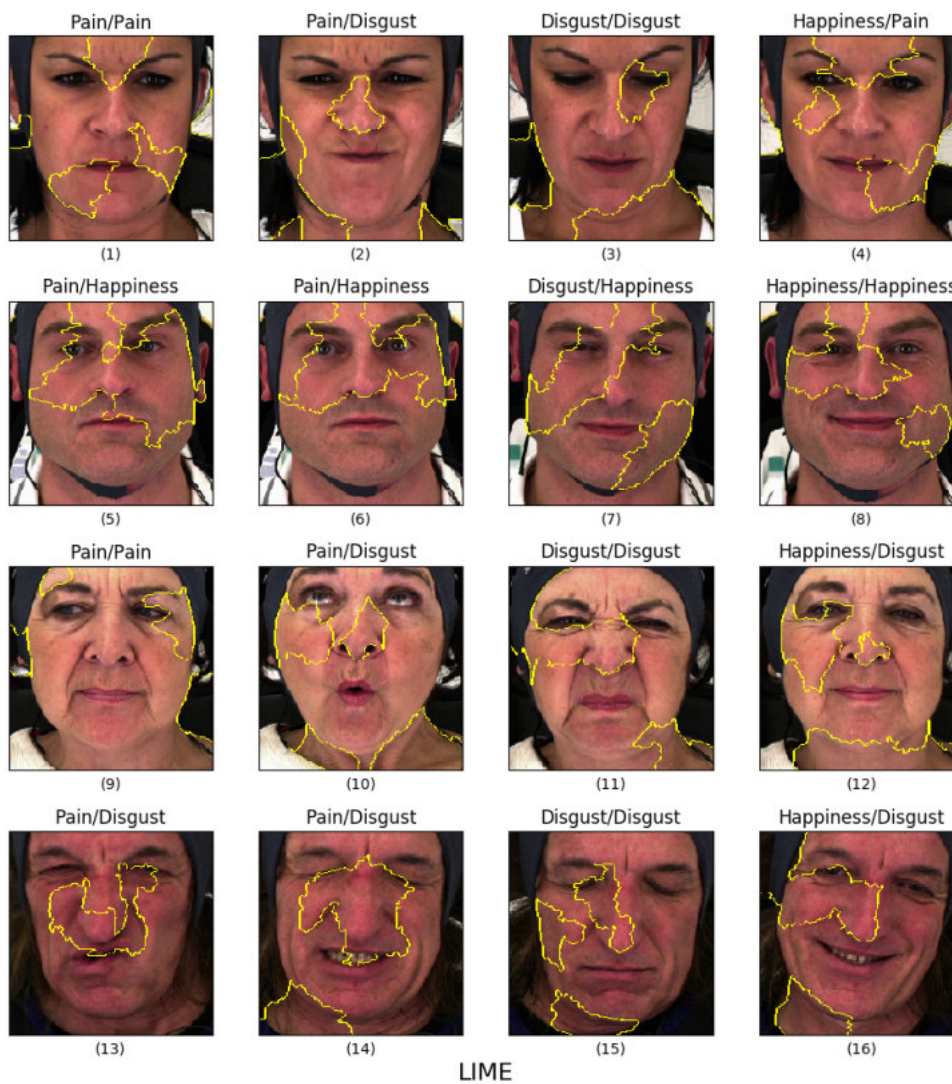 Pain/Pain Pain/Disgust Disgust/Disgust Happiness/Pain
(1) (2) (3) (4)
Pain/Happiness Pain/Happiness Disgust/Happiness Happiness/Happiness
(5) (6) (7) (8)
Pain/Pain Pain/Disgust Disgust/Disgust Happiness/Disgust
(9) (10) (11) (12)
Pain/Disgust Pain/Disgust Disgust/Disgust Happiness/Disgust
(13) (14) (15) (16)
LIME